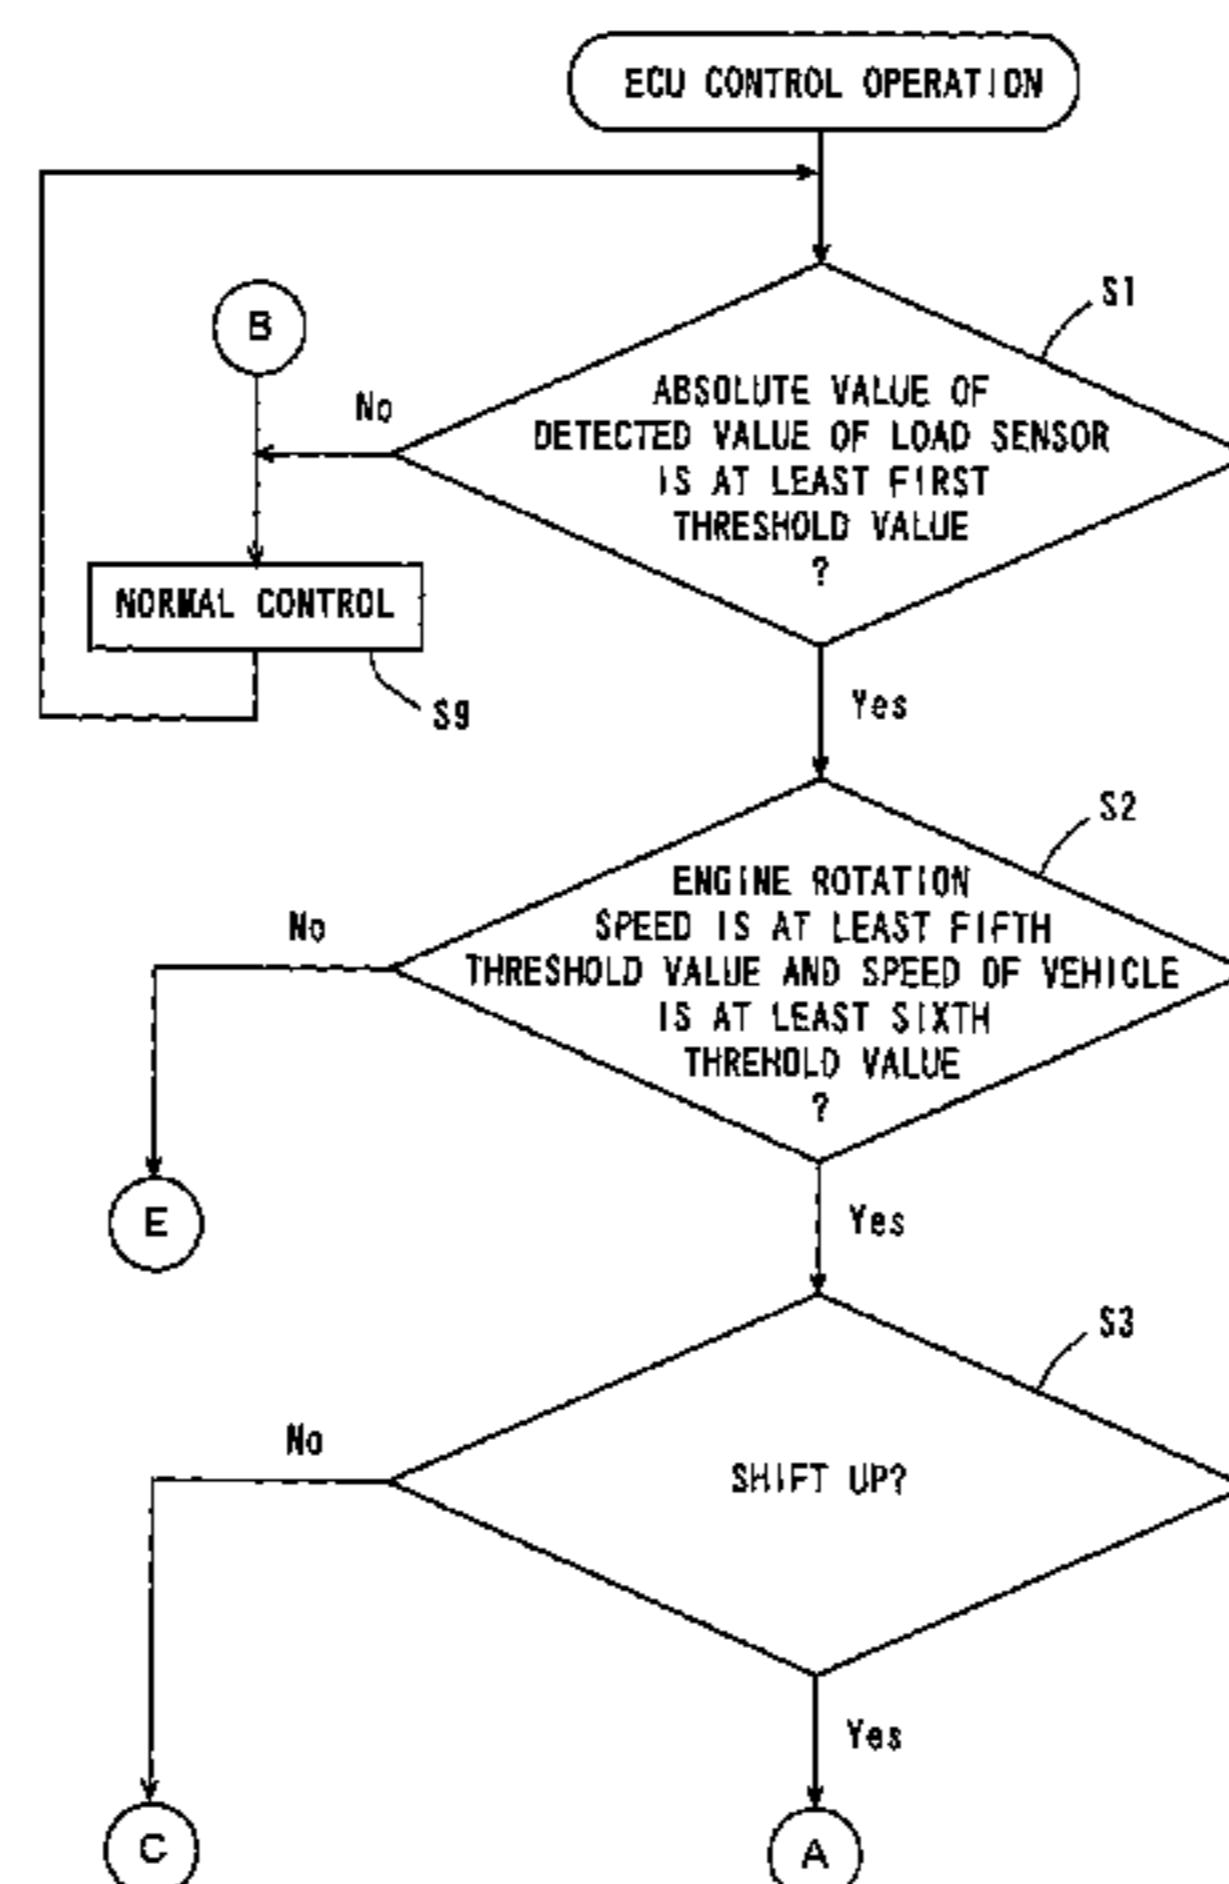 ECU CONTROL OPERATION
S1
B
No
ABSOLUTE VALUE OF
DETECTED VALUE OF LOAD SENSOR
IS AT LEAST FIRST
THRESHOLD VALUE
?
NORMAL CONTROL
S9
Yes
S2
No
ENGINE ROTATION
SPEED IS AT LEAST FIFTH
THRESHOLD VALUE AND SPEED OF VEHICLE
IS AT LEAST SIXTH
THREHOLD VALUE
?
E
Yes
S3
No
SHIFT UP?
Yes
C
A